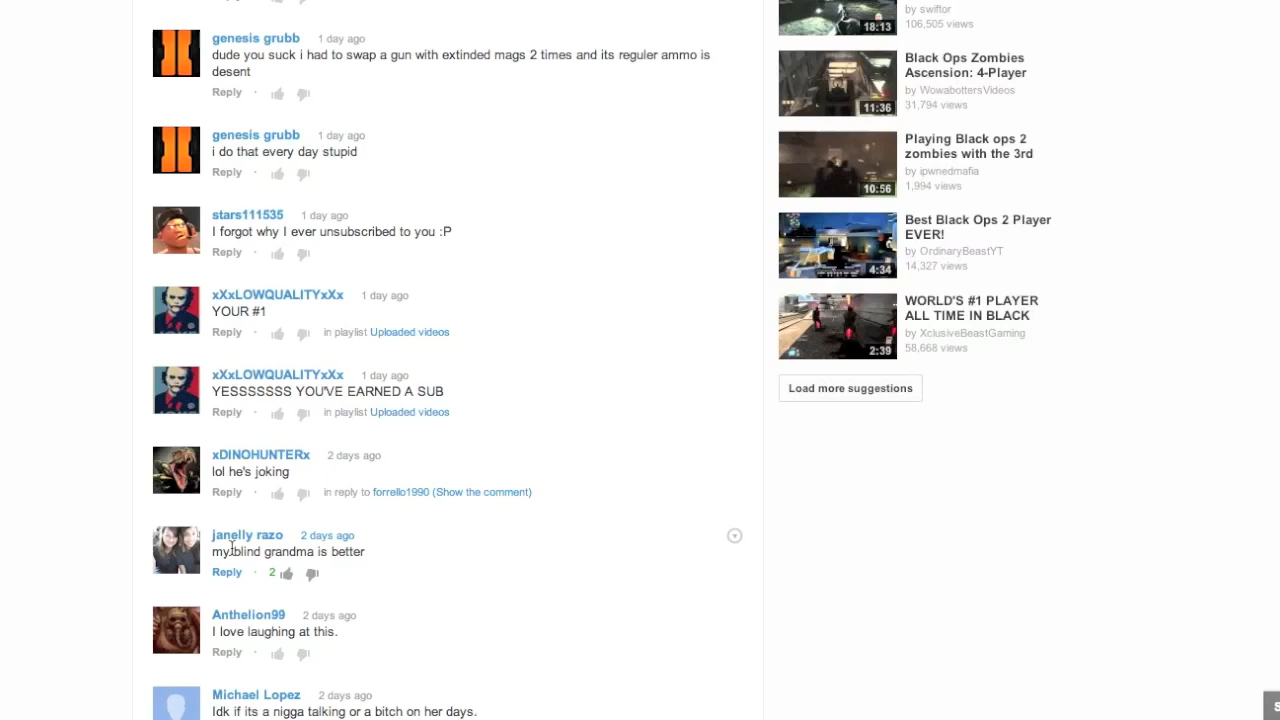 genesis grubb 1 day ago
dude you suck i had to swap a gun with extinded mags 2 times and its reguler ammo is
desent
Reply ·
genesis grubb 1 day ago
i do that every day stupid
Reply ·
stars111535 1 day ago
I forgot why I ever unsubscribed to you :P
Reply ·
xXxLOWQUALITYxXx 1 day ago
YOUR #1
Reply · in playlist Uploaded videos
xXxLOWQUALITYxXx 1 day ago
YESSSSSSS YOU'VE EARNED A SUB
Reply · in playlist Uploaded videos
xDINOHUNTERx 2 days ago
lol he's joking
Reply · in reply to forrello1990 (Show the comment)
janelly razo 2 days ago
my blind grandma is better
Reply · 2
Anthelion99 2 days ago
I love laughing at this.
Reply ·
Michael Lopez 2 days ago
Idk if its a nigga talking or a bitch on her days.
by swiftor
18:13
106,505 views
Black Ops Zombies
Ascension: 4-Player
by WowabottersVideos
11:36
31,794 views
Playing Black ops 2
zombies with the 3rd
by ipwnedmafia
10:56
1,994 views
Best Black Ops 2 Player
EVER!
by OrdinaryBeastYT
4:34
14,327 views
WORLD'S #1 PLAYER
ALL TIME IN BLACK
by XclusiveBeastGaming
2:39
58,668 views
Load more suggestions